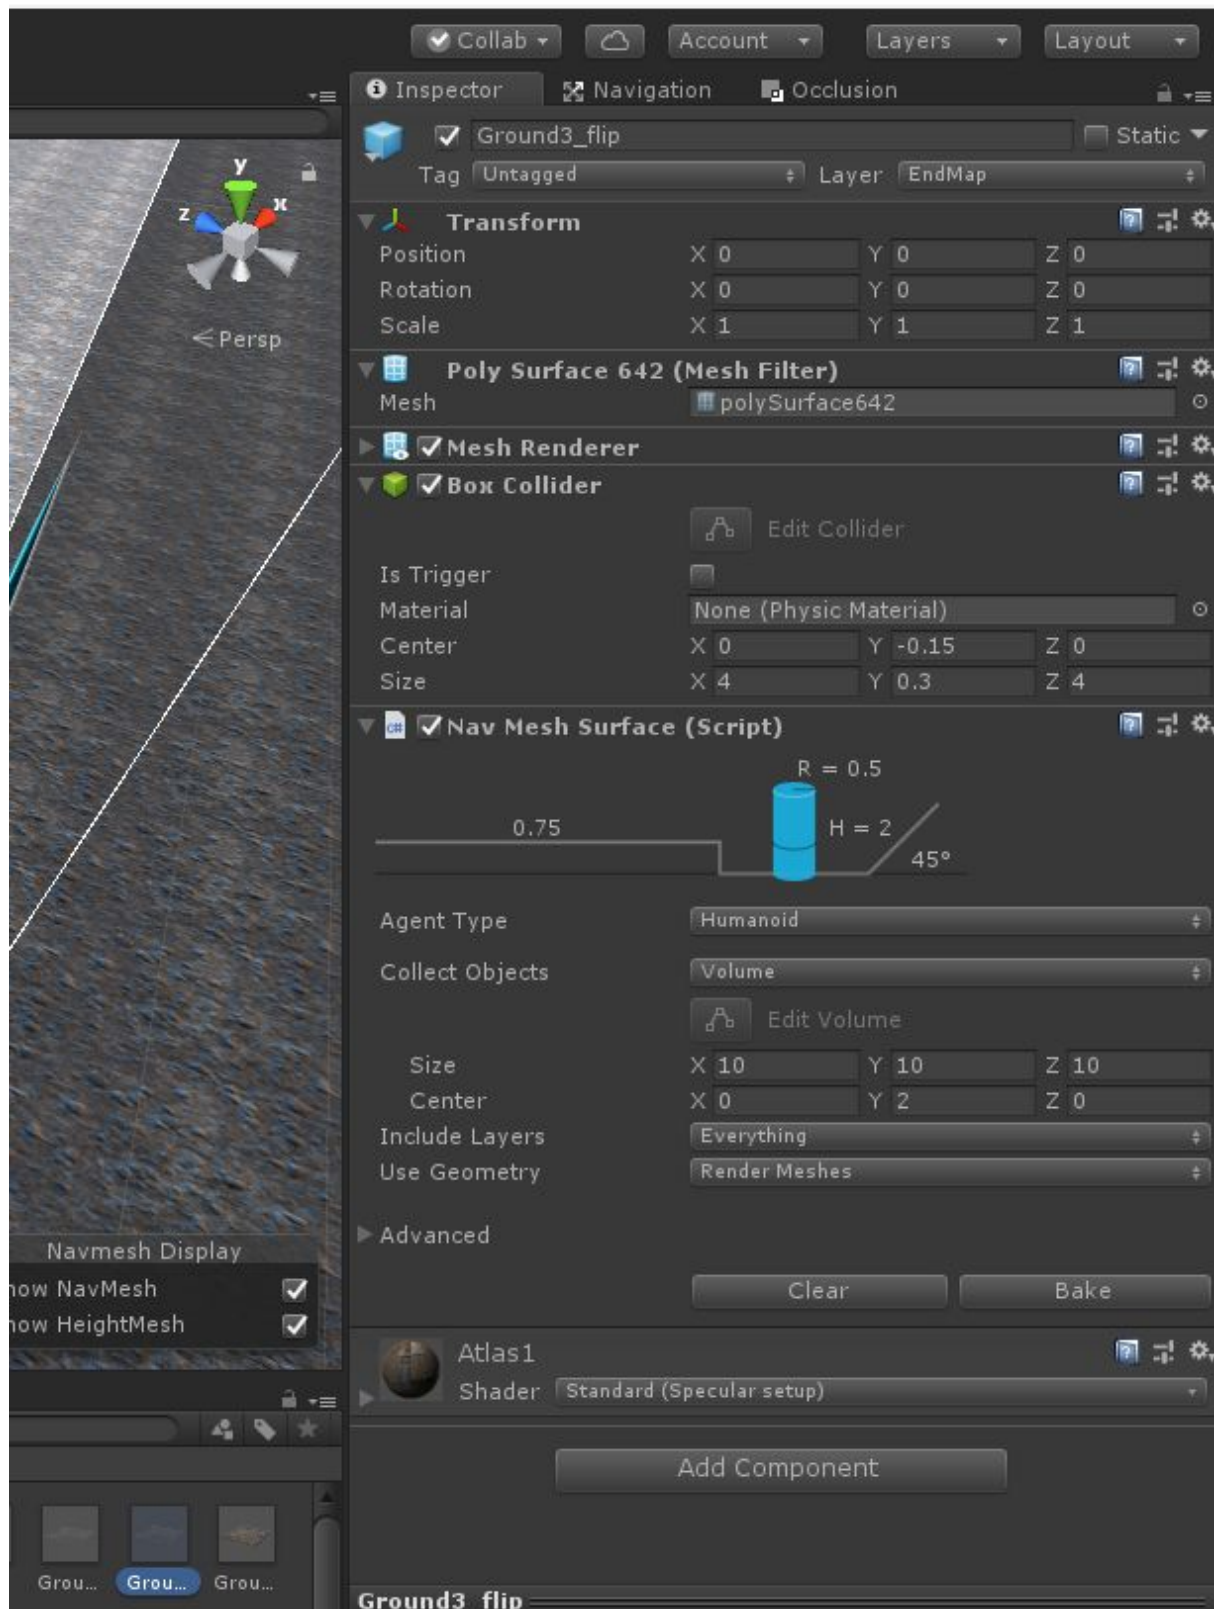 Collab Account Layers Layout
Inspector Navigation Occlusion
Ground3_flip Static
Tag Untagged Layer EndMap
y
z x
Persp
Transform
Position X 0 Y 0 Z 0
Rotation X 0 Y 0 Z 0
Scale X 1 Y 1 Z 1
Poly Surface 642 (Mesh Filter)
Mesh polySurface642
Mesh Renderer
Box Collider
Edit Collider
Is Trigger
Material None (Physic Material)
Center X 0 Y -0.15 Z 0
Size X 4 Y 0.3 Z 4
C# Nav Mesh Surface (Script)
R = 0.5
0.75 H = 2
45°
Agent Type Humanoid
Collect Objects Volume
Edit Volume
Size X 10 Y 10 Z 10
Center X 0 Y 2 Z 0
Include Layers Everything
Use Geometry Render Meshes
Advanced
Clear Bake
Navmesh Display
how NavMesh
how HeightMesh
Atlas1
Shader Standard (Specular setup)
Add Component
Grou... Grou... Grou...
Ground3_flip